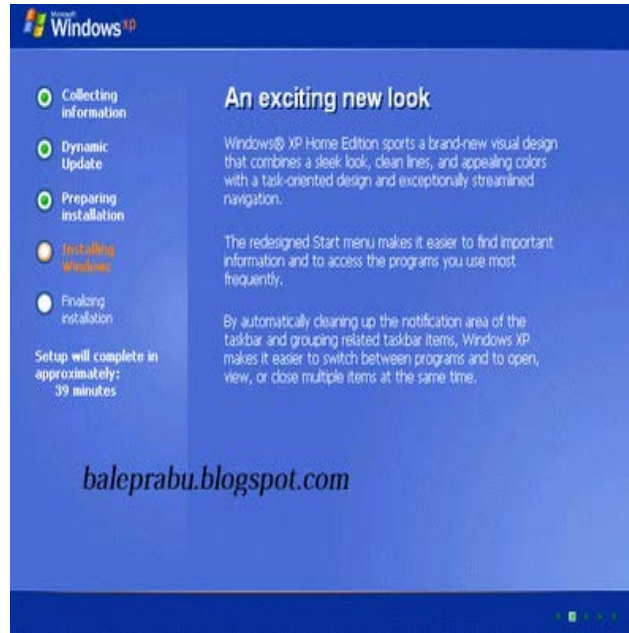 Microsoft
Windows xp
Collecting
information
Dynamic
Update
Preparing
installation
Installing
Windows
Finalizing
installation
Setup will complete in
approximately:
39 minutes
An exciting new look
Windows® XP Home Edition sports a brand-new visual design
that combines a sleek look, clean lines, and appealing colors
with a task-oriented design and exceptionally streamlined
navigation.
The redesigned Start menu makes it easier to find important
information and to access the programs you use most
frequently.
By automatically cleaning up the notification area of the
taskbar and grouping related taskbar items, Windows XP
makes it easier to switch between programs and to open,
view, or close multiple items at the same time.
baleprabu.blogspot.com